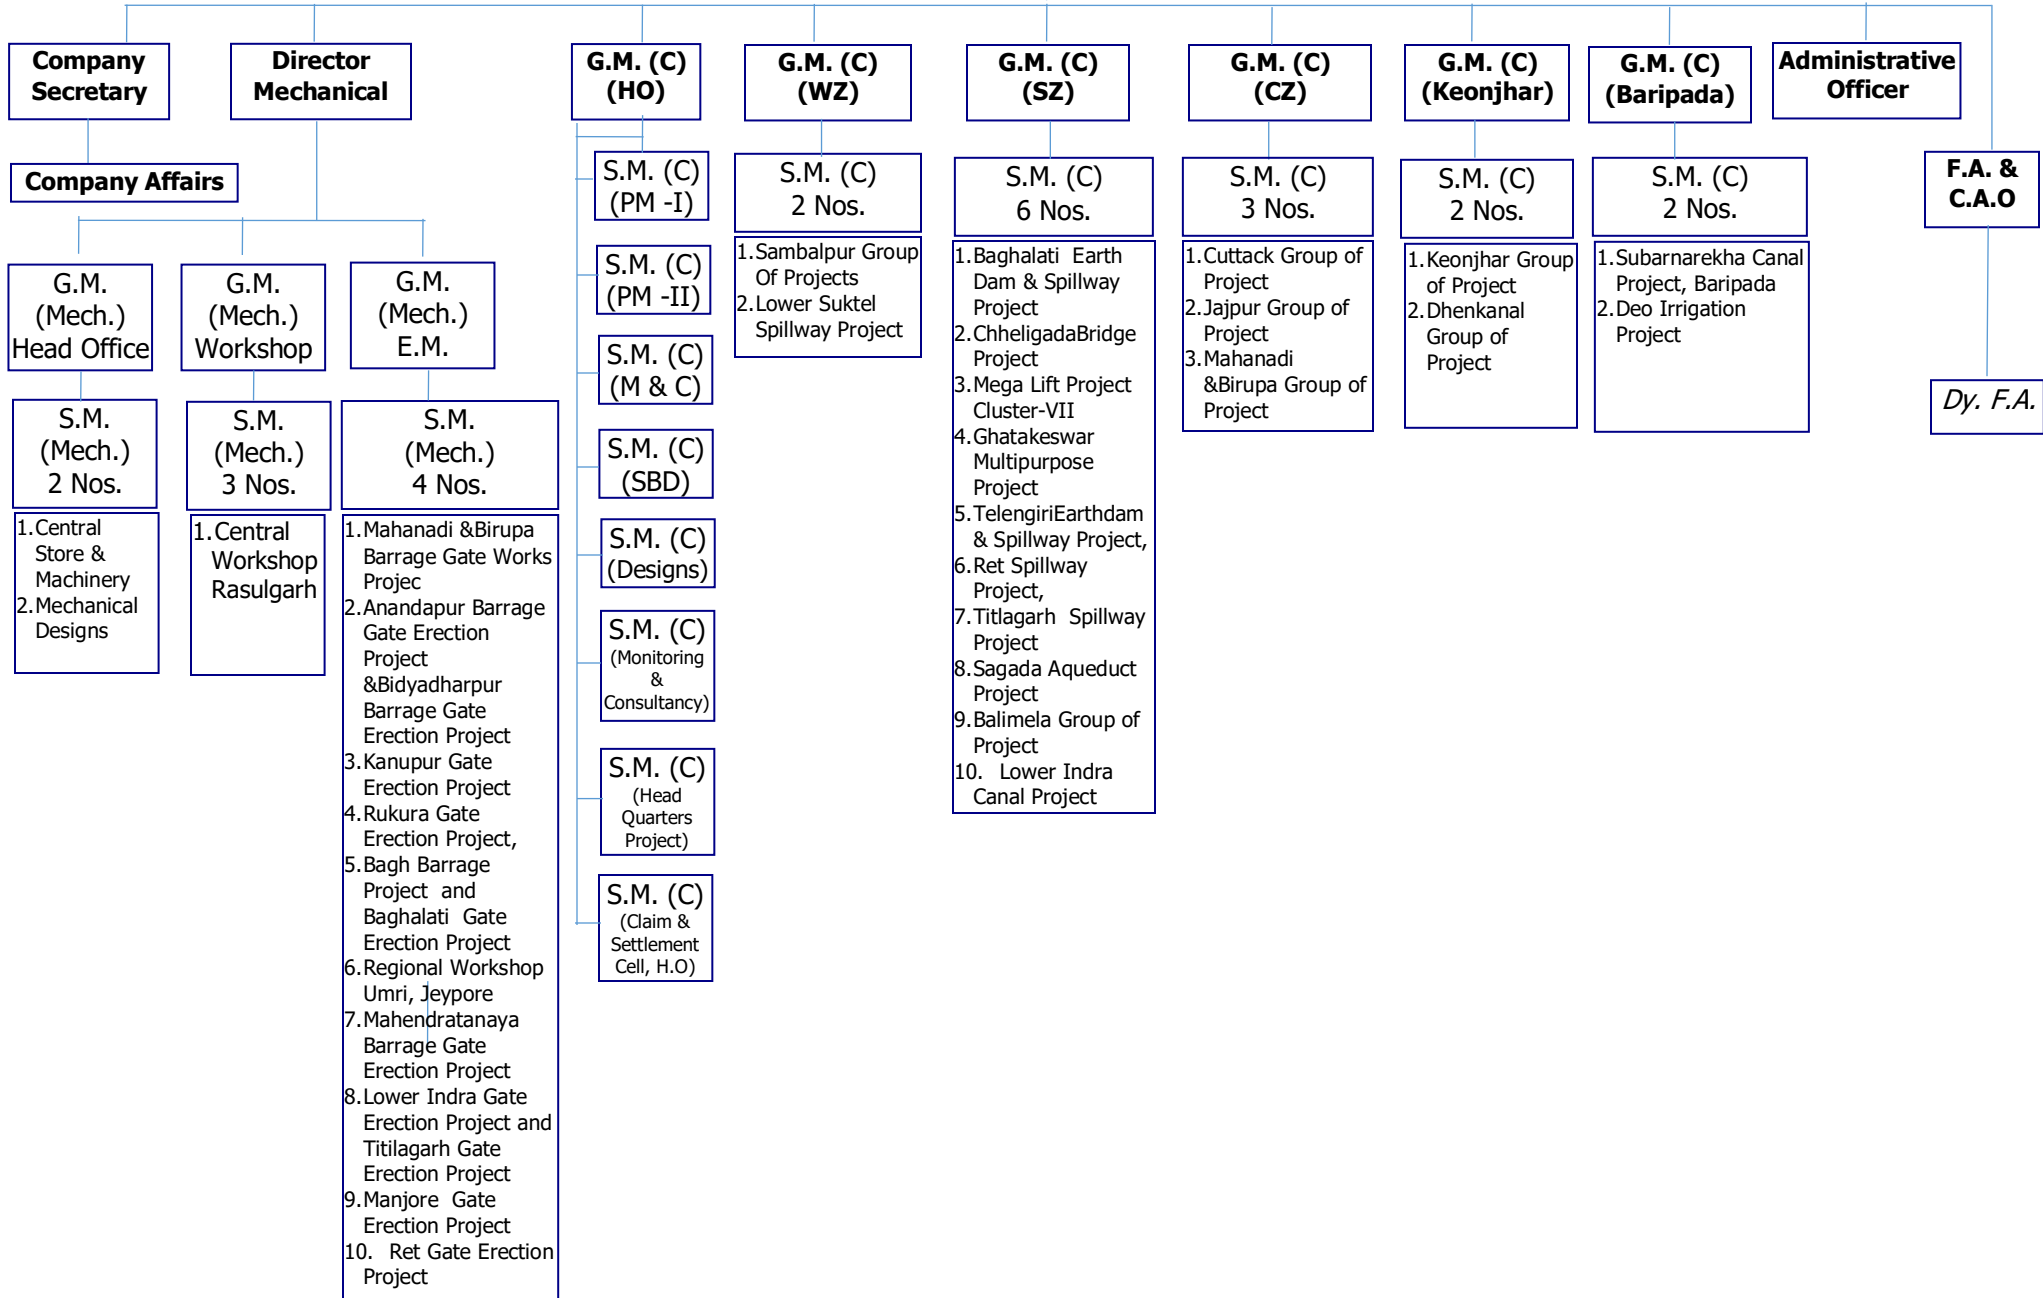 Company
Secretary
Company Affairs
Director
Mechanical
G.M.
(Mech.)
Head Office
S.M.
(Mech.)
2 Nos.
1.Central
Store &
Machinery
2.Mechanical
Designs
G.M.
(Mech.)
Workshop
S.M.
(Mech.)
3 Nos.
1.Central
Workshop
Rasulgarh
G.M.
(Mech.)
E.M.
S.M.
(Mech.)
4 Nos.
1.Mahanadi &Birupa
Barrage Gate Works
Projec
2.Anandapur Barrage
Gate Erection
Project
&Bidyadharpur
Barrage Gate
Erection Project
3.Kanupur Gate
Erection Project
4.Rukura Gate
Erection Project,
5.Bagh Barrage
Project and
Baghalati Gate
Erection Project
6.Regional Workshop
Umri, Jeypore
7.Mahendratanaya
Barrage Gate
Erection Project
8.Lower Indra Gate
Erection Project and
Titilagarh Gate
Erection Project
9.Manjore Gate
Erection Project
10. Ret Gate Erection
Project
G.M. (C)
(HO)
S.M. (C)
(PM -I)
S.M. (C)
(PM -II)
S.M. (C)
(M & C)
S.M. (C)
(SBD)
S.M. (C)
(Designs)
S.M. (C)
(Monitoring
&
Consultancy)
S.M. (C)
(Head
Quarters
Project)
S.M. (C)
(Claim &
Settlement
Cell, H.O)
G.M. (C)
(WZ)
S.M. (C)
2 Nos.
1.Sambalpur Group
Of Projects
2.Lower Suktel
Spillway Project
G.M. (C)
(SZ)
S.M. (C)
6 Nos.
1.Baghalati Earth
Dam & Spillway
Project
2.ChheligadaBridge
Project
3.Mega Lift Project
Cluster-VII
4.Ghatakeswar
Multipurpose
Project
5.TelengiriEarthdam
& Spillway Project,
6.Ret Spillway
Project,
7.Titlagarh Spillway
Project
8.Sagada Aqueduct
Project
9.Balimela Group of
Project
10. Lower Indra
Canal Project
G.M. (C)
(CZ)
S.M. (C)
3 Nos.
1.Cuttack Group of
Project
2.Jajpur Group of
Project
3.Mahanadi
&Birupa Group of
Project
G.M. (C)
(Keonjhar)
S.M. (C)
2 Nos.
1.Keonjhar Group
of Project
2.Dhenkanal
Group of
Project
G.M. (C)
(Baripada)
S.M. (C)
2 Nos.
1.Subarnarekha Canal
Project, Baripada
2.Deo Irrigation
Project
Administrative
Officer
F.A. &
C.A.O
Dy. F.A.